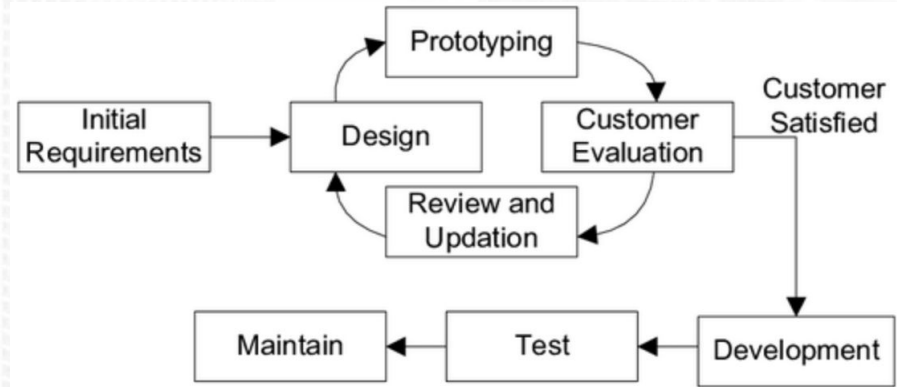 Prototyping
Customer
Satisfied
Initial
Requirements
Design
Customer
Evaluation
Review and
Updation
Maintain
Test
Development